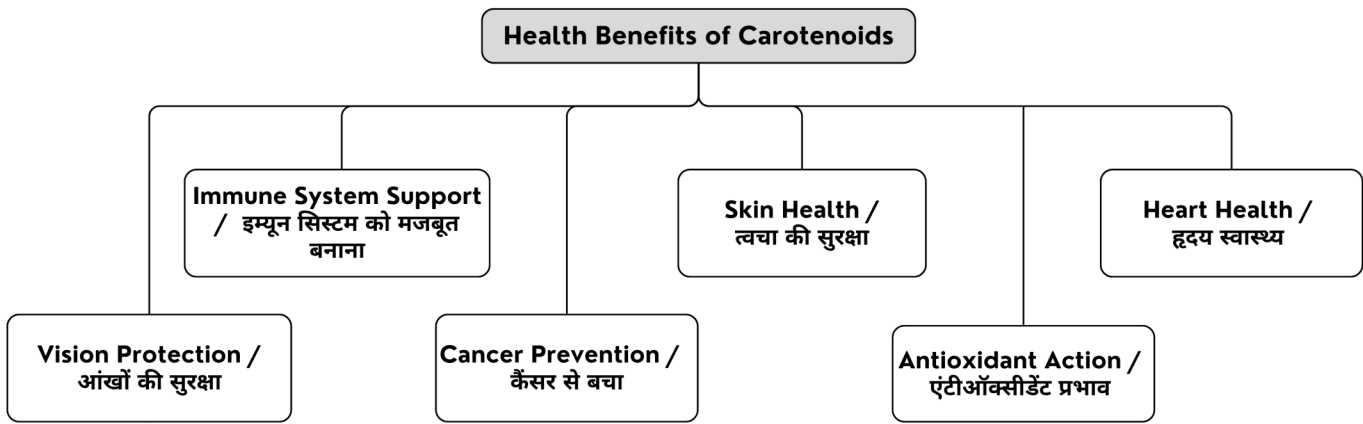 Health Benefits of Carotenoids
Immune System Support
/ इम्यून सिस्टम को मजबूत
बनाना
Skin Health /
त्वचा की सुरक्षा
Heart Health /
हृदय स्वास्थ्य
Vision Protection /
आंखों की सुरक्षा
Cancer Prevention /
कैंसर से बचा
Antioxidant Action /
एंटीऑक्सीडेंट प्रभाव